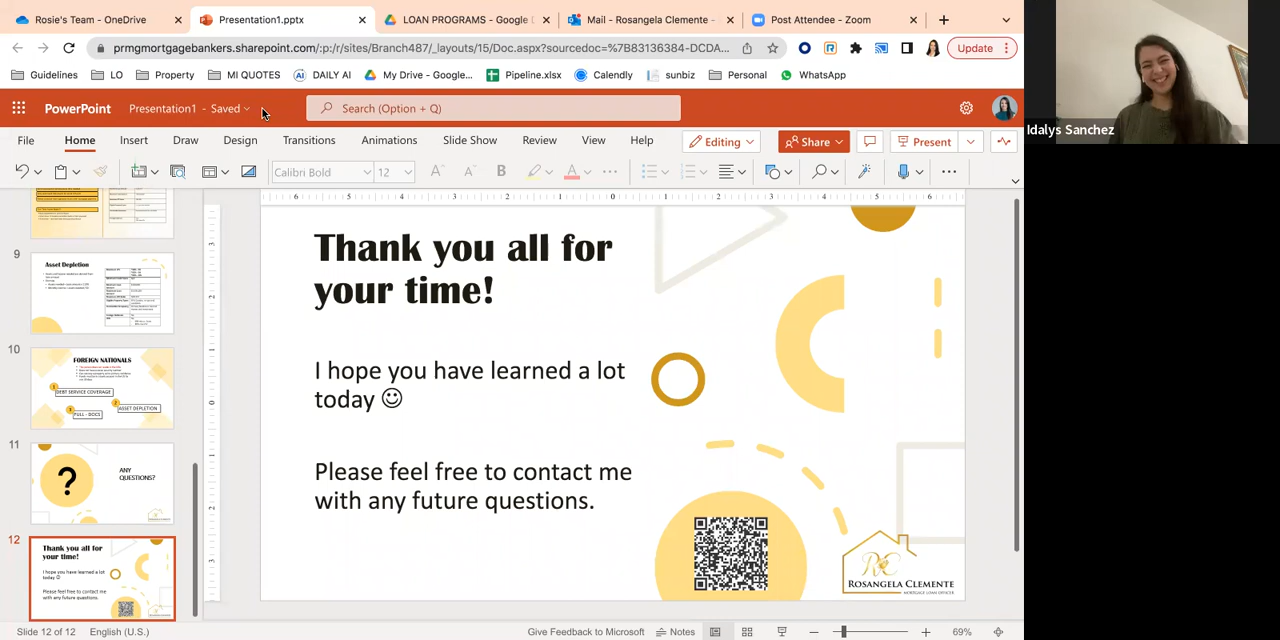 Rosie's Team - OneDrive
Presentation1.pptx
LOAN PROGRAMS - Google D
Mail - Rosangela Clemente -
Post Attendee - Zoom
prmgmortgagebankers.sharepoint.com/:p:/r/sites/Branch487/_layouts/15/Doc.aspx?sourcedoc=%7B83136384-DCDA...
Update
Guidelines
LO
Property
MI QUOTES
DAILY AI
My Drive - Google...
Pipeline.xlsx
Calendly
sunbiz
Personal
WhatsApp
PowerPoint
Presentation1 - Saved
Search (Option + Q)
File
Home
Insert
Draw
Design
Transitions
Animations
Slide Show
Review
View
Help
Editing
Share
Present
Calibri Bold
12
9
Asset Depletion
10
FOREIGN NATIONALS
DEBT SERVICE COVERAGE
ASSET DEPLETION
FULL - DOCS
11
?
ANY
QUESTIONS?
12
Thank you all for
your time!
I hope you have learned a lot
today ☺
Please feel free to contact me
with any future questions.
Thank you all for
your time!
I hope you have learned a lot
today ☺
Please feel free to contact me
with any future questions.
RC
ROSANGELA CLEMENTE
MORTGAGE LOAN OFFICER
Idalys Sanchez
Slide 12 of 12
English (U.S.)
Give Feedback to Microsoft
Notes
69%